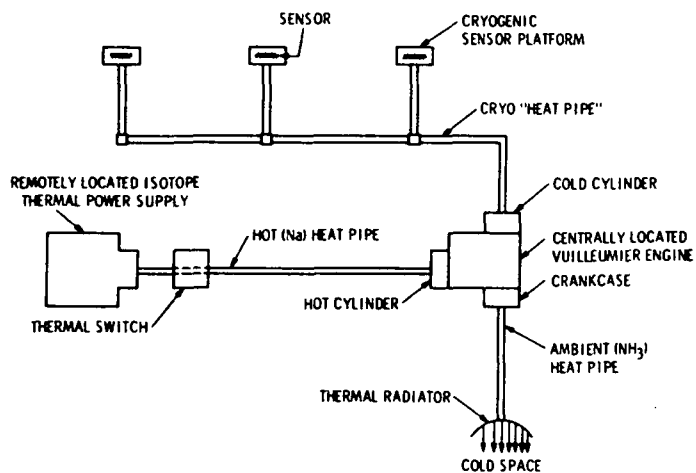 SENSOR
CRYOGENIC
SENSOR PLATFORM
CRYO "HEAT PIPE"
REMOTELY LOCATED ISOTOPE
THERMAL POWER SUPPLY
COLD CYLINDER
HOT (Na) HEAT PIPE
CENTRALLY LOCATED
VUILLEUMIER ENGINE
CRANKCASE
HOT CYLINDER
THERMAL SWITCH
AMBIENT (NH3)
HEAT PIPE
THERMAL RADIATOR
COLD SPACE